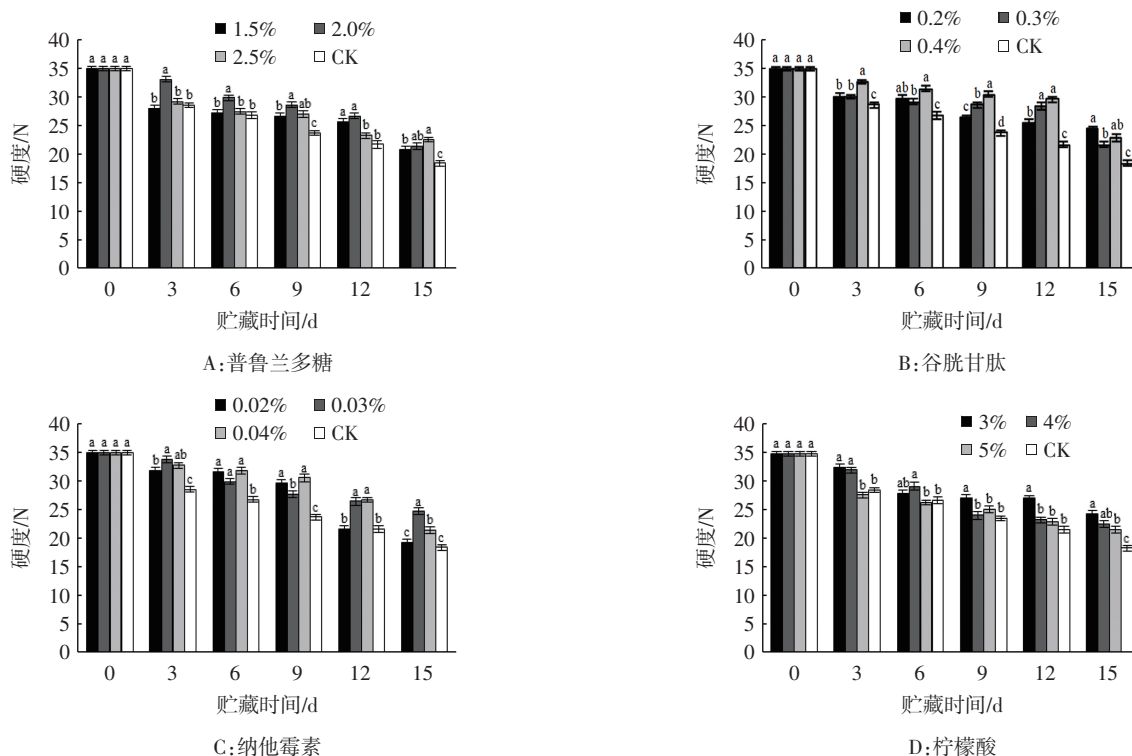 ■ 1.5% ■ 2.0%
■ 2.5% □ CK
硬度/N
40
35
30
25
20
15
10
5
0
a a a a
b a b b
b a b b
b a ab c
a a b b
b ab a c
0 3 6 9 12 15
贮藏时间/d
A:普鲁兰多糖
■ 0.2% ■ 0.3%
■ 0.4% □ CK
硬度/N
40
35
30
25
20
15
10
5
0
a a a a
b b a c
ab b a c
c b a d
b a a c
a b ab c
0 3 6 9 12 15
贮藏时间/d
B:谷胱甘肽
■ 0.02% ■ 0.03%
■ 0.04% □ CK
硬度/N
40
35
30
25
20
15
10
5
0
a a a a
b a ab c
a a a b
a b a c
b a a b
c a b c
0 3 6 9 12 15
贮藏时间/d
C:纳他霉素
■ 3% ■ 4%
■ 5% □ CK
硬度/N
40
35
30
25
20
15
10
5
0
a a a a
a a b b
ab a b b
a b b b
a b b b
a ab b c
0 3 6 9 12 15
贮藏时间/d
D:柠檬酸